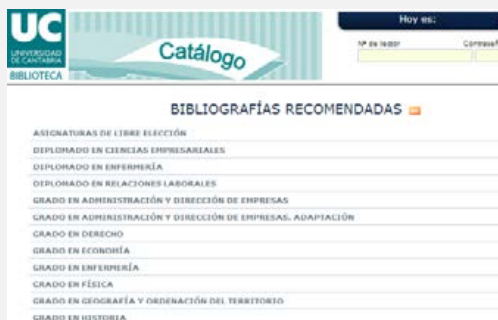 UC
UNIVERSIDAD
DE CANTABRIA
BIBLIOTECA
Catálogo
Hoy es:
Nº de lector
Contraseñ
BIBLIOGRAFÍAS RECOMENDADAS
ASIGNATURAS DE LIBRE ELECCIÓN
DIPLOMADO EN CIENCIAS EMPRESARIALES
DIPLOMADO EN ENFERMERÍA
DIPLOMADO EN RELACIONES LABORALES
GRADO EN ADMINISTRACIÓN Y DIRECCIÓN DE EMPRESAS
GRADO EN ADMINISTRACIÓN Y DIRECCIÓN DE EMPRESAS. ADAPTACIÓN
GRADO EN DERECHO
GRADO EN ECONOMÍA
GRADO EN ENFERMERÍA
GRADO EN FÍSICA
GRADO EN GEOGRAFÍA Y ORDENACIÓN DEL TERRITORIO
GRADO EN HISTORIA